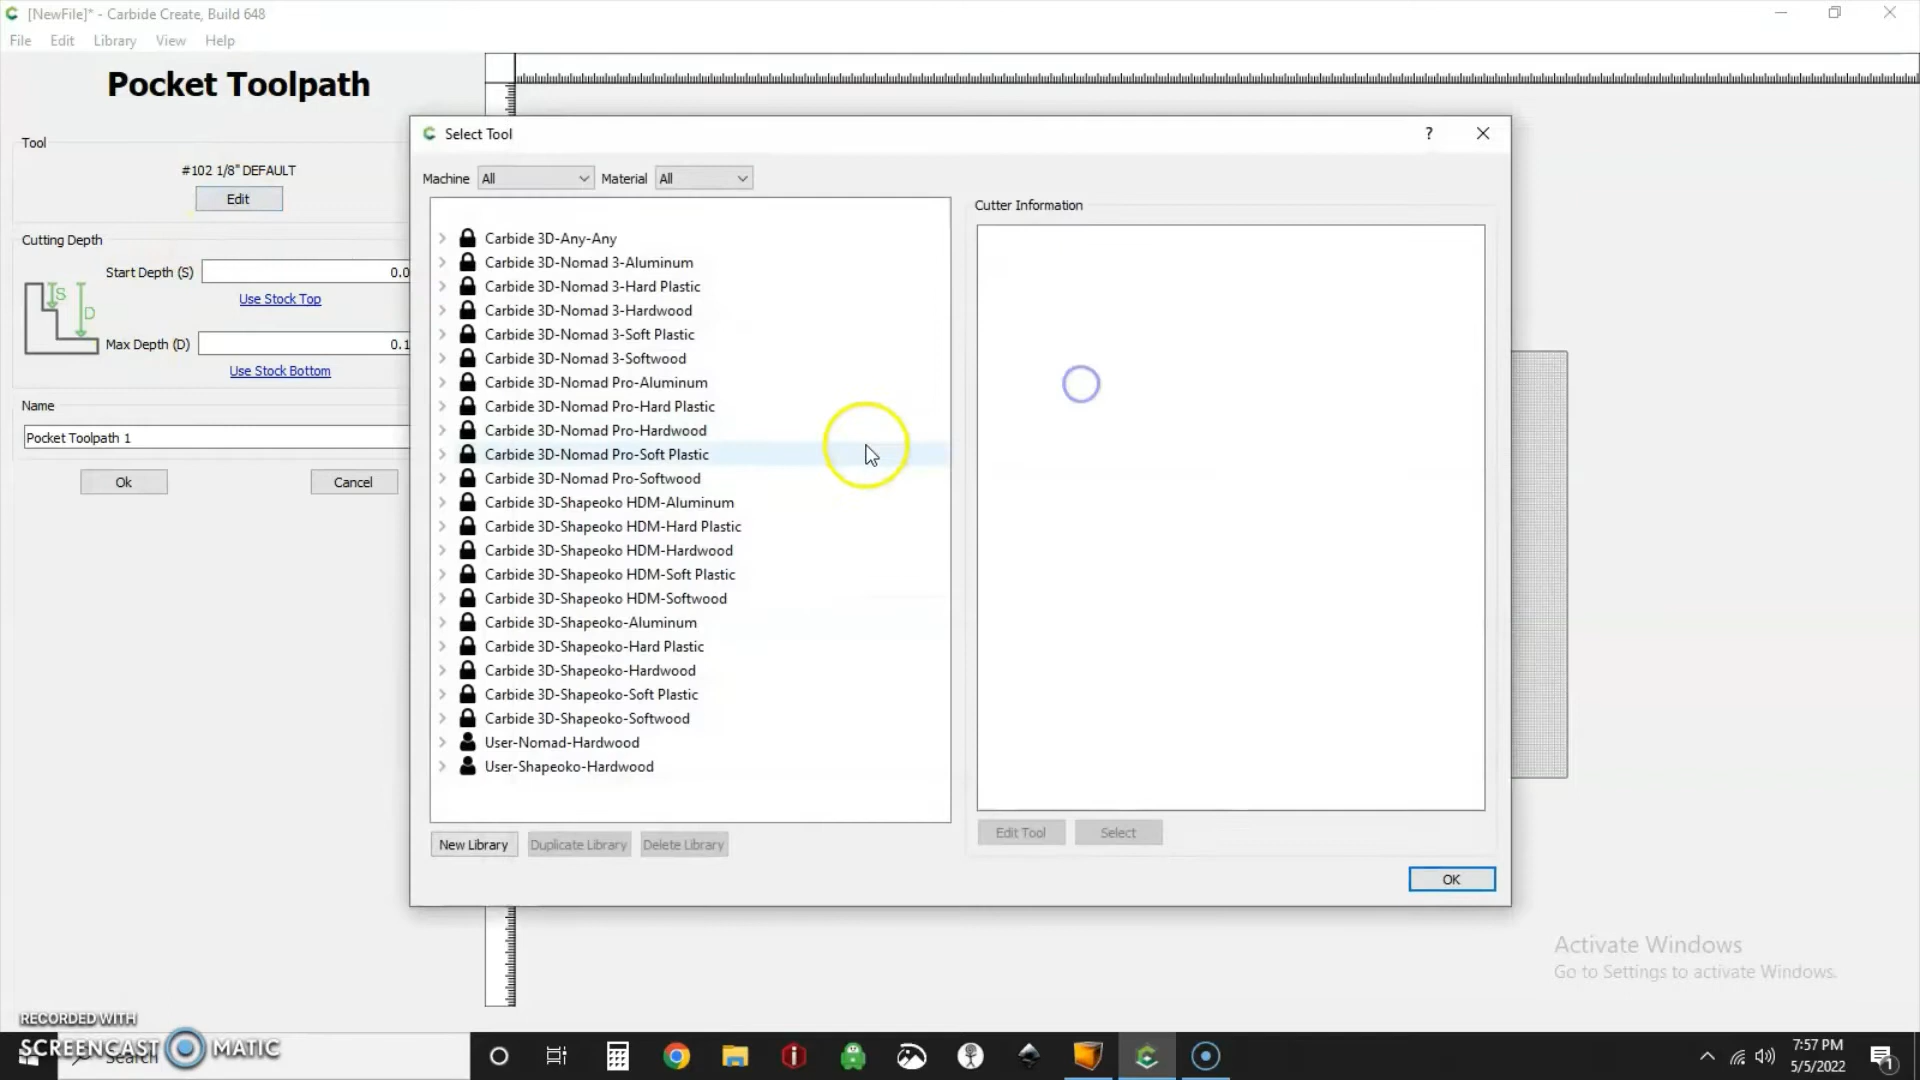 [NewFile]* - Carbide Create, Build 648
File Edit Library View Help
Pocket Toolpath
Tool
#102 1/8" DEFAULT
Edit
Cutting Depth
Start Depth (S) 0.0
Use Stock Top
S
D
Max Depth (D) 0.1
Use Stock Bottom
Name
Pocket Toolpath 1
Ok Cancel
Select Tool
?
Machine All Material All
Carbide 3D-Any-Any
Carbide 3D-Nomad 3-Aluminum
Carbide 3D-Nomad 3-Hard Plastic
Carbide 3D-Nomad 3-Hardwood
Carbide 3D-Nomad 3-Soft Plastic
Carbide 3D-Nomad 3-Softwood
Carbide 3D-Nomad Pro-Aluminum
Carbide 3D-Nomad Pro-Hard Plastic
Carbide 3D-Nomad Pro-Hardwood
Carbide 3D-Nomad Pro-Soft Plastic
Carbide 3D-Nomad Pro-Softwood
Carbide 3D-Shapeoko HDM-Aluminum
Carbide 3D-Shapeoko HDM-Hard Plastic
Carbide 3D-Shapeoko HDM-Hardwood
Carbide 3D-Shapeoko HDM-Soft Plastic
Carbide 3D-Shapeoko HDM-Softwood
Carbide 3D-Shapeoko-Aluminum
Carbide 3D-Shapeoko-Hard Plastic
Carbide 3D-Shapeoko-Hardwood
Carbide 3D-Shapeoko-Soft Plastic
Carbide 3D-Shapeoko-Softwood
User-Nomad-Hardwood
User-Shapeoko-Hardwood
New Library Duplicate Library Delete Library
Cutter Information
Edit Tool Select
OK
Activate Windows
Go to Settings to activate Windows.
RECORDED WITH
SCREENCAST MATIC
Search
7:57 PM
5/5/2022
1